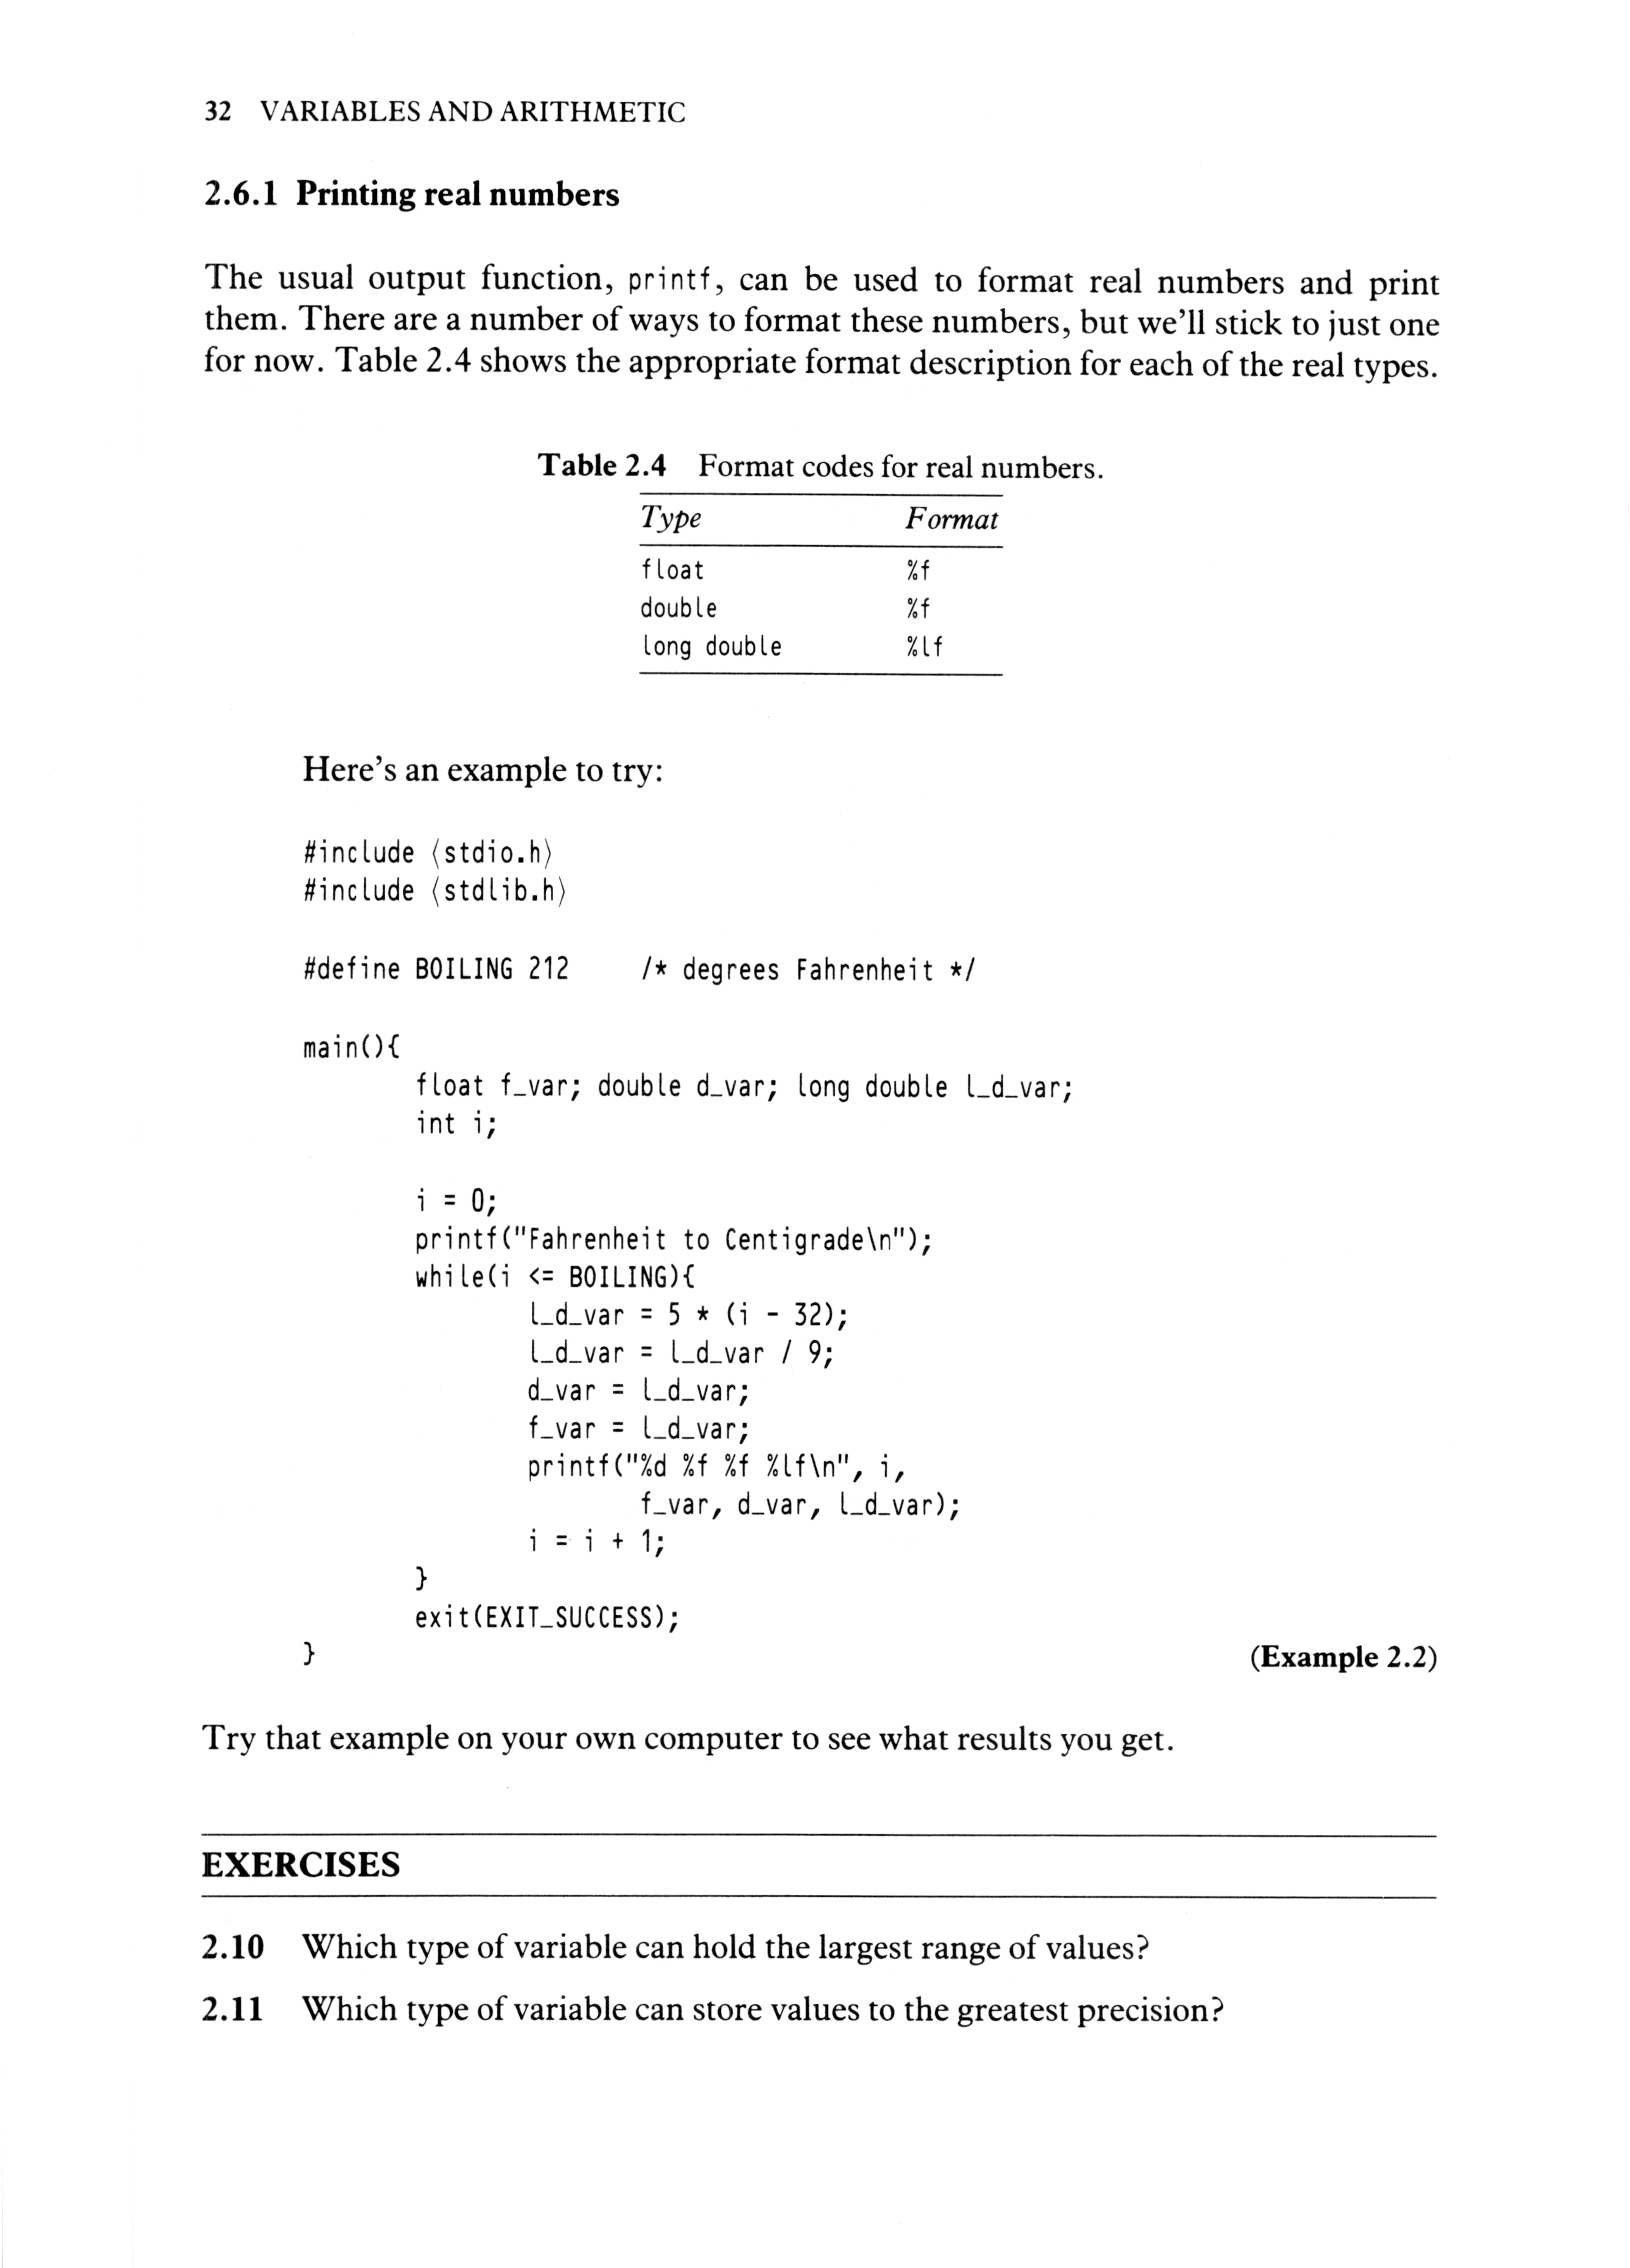 32 VARIABLES AND ARITHMETIC
2.6.1 Printing real numbers
The usual output function, printf, can be used to format real numbers and print
them. There are a number of ways to format these numbers, but we'll stick to just one
for now. Table 2.4 shows the appropriate format description for each of the real types.
Table 2.4 Format codes for real numbers.
Type Format
float %f
double %f
long double %lf
Here's an example to try:
#include ⟨stdio.h⟩
#include ⟨stdlib.h⟩
#define BOILING 212 /* degrees Fahrenheit */
main(){
float f_var; double d_var; long double l_d_var;
int i;
i = 0;
printf("Fahrenheit to Centigrade\n");
while(i <= BOILING){
l_d_var = 5 * (i - 32);
l_d_var = l_d_var / 9;
d_var = l_d_var;
f_var = l_d_var;
printf("%d %f %f %lf\n", i,
f_var, d_var, l_d_var);
i = i + 1;
}
exit(EXIT_SUCCESS);
}
(Example 2.2)
Try that example on your own computer to see what results you get.
EXERCISES
2.10 Which type of variable can hold the largest range of values?
2.11 Which type of variable can store values to the greatest precision?